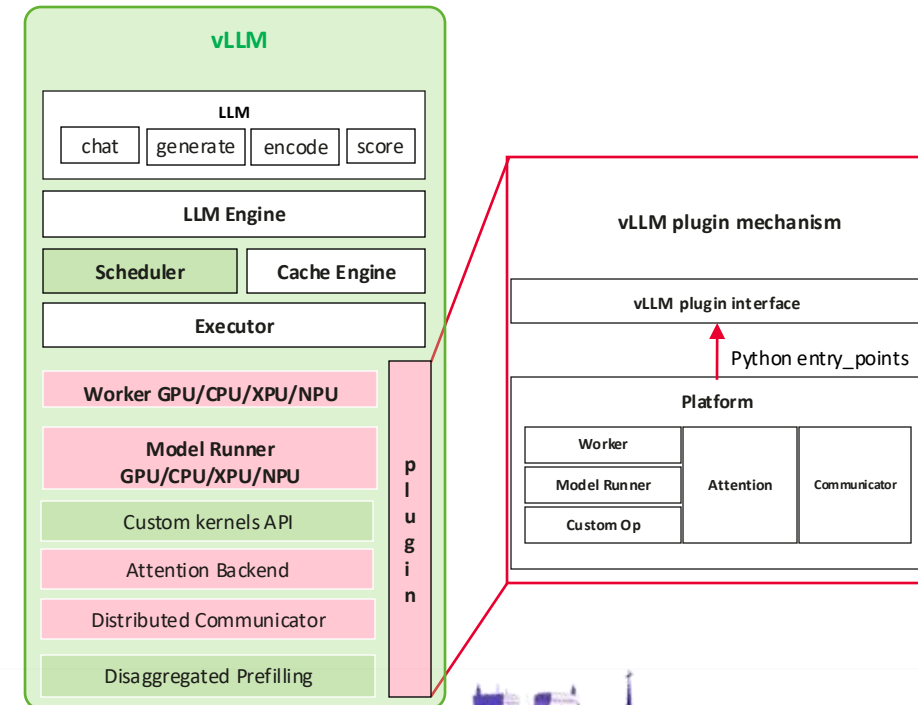 vLLM
LLM
chat
generate
encode
score
LLM Engine
Scheduler
Cache Engine
Executor
Worker GPU/CPU/XPU/NPU
Model Runner
GPU/CPU/XPU/NPU
Custom kernels API
Attention Backend
Distributed Communicator
Disaggregated Prefilling
plugin
vLLM plugin mechanism
vLLM plugin interface
Python entry_points
Platform
Worker
Model Runner
Custom Op
Attention
Communicator